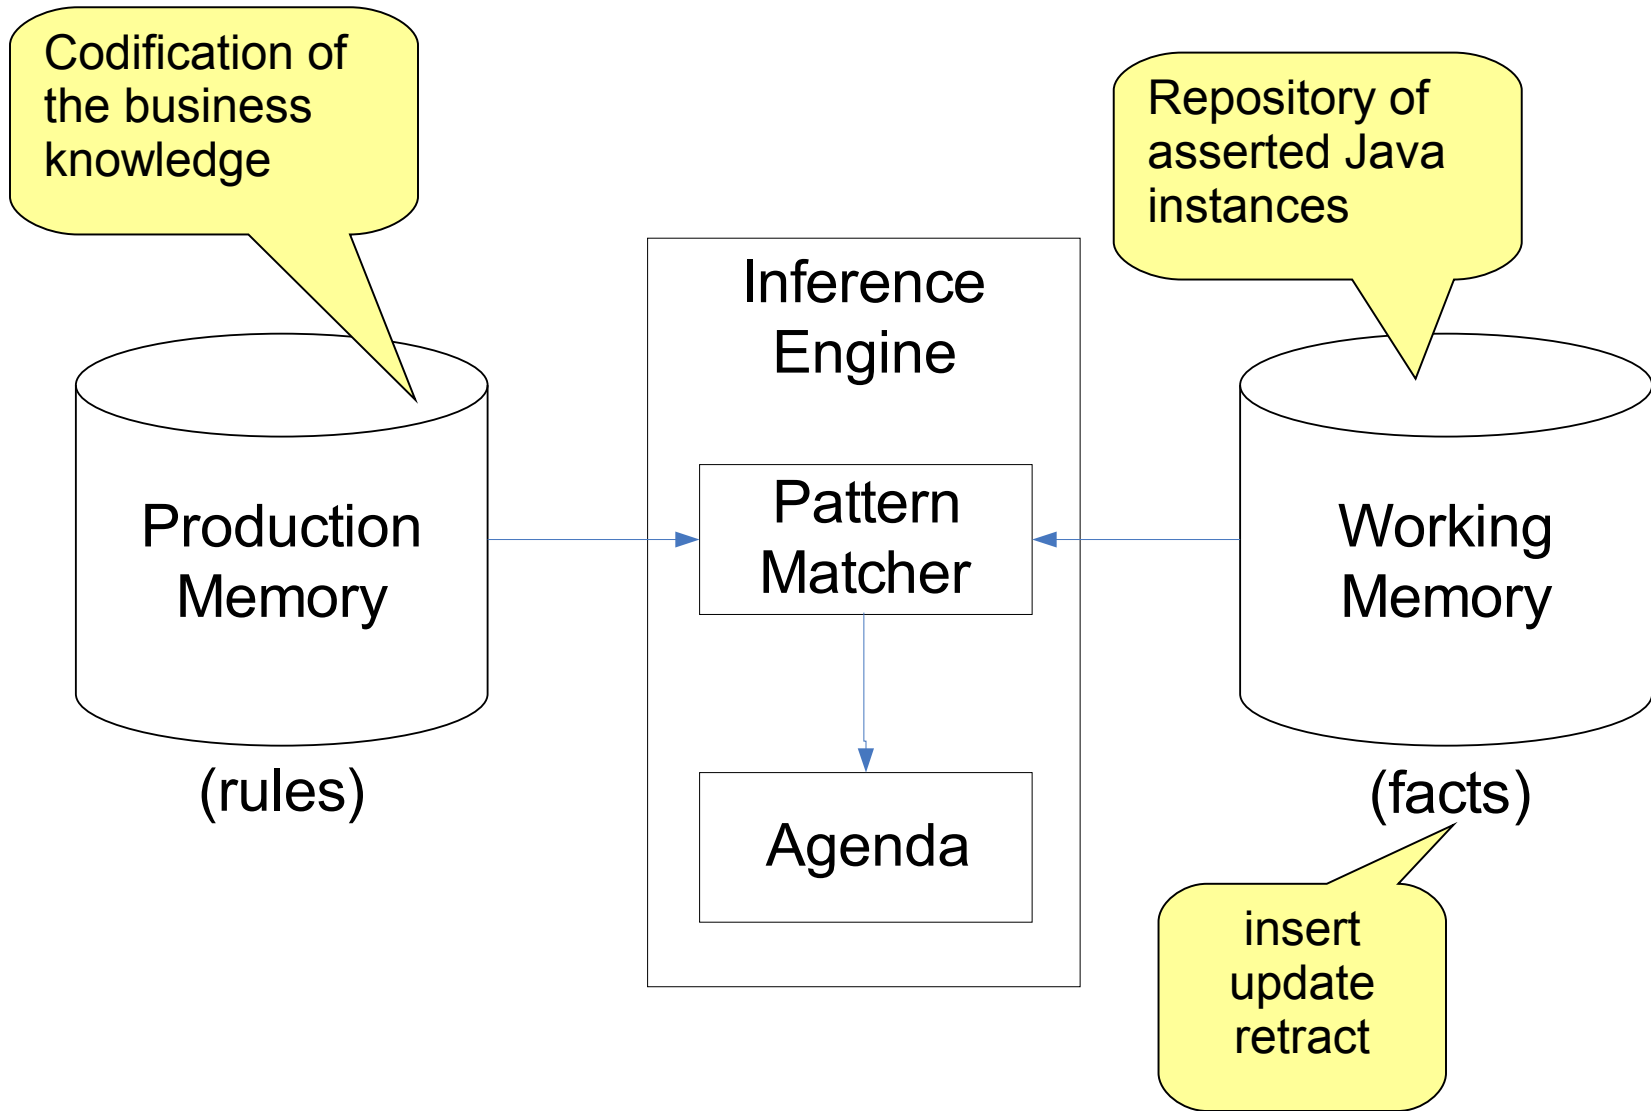 Codification of
the business
knowledge
Repository of
asserted Java
instances
Inference
Engine
Production
Memory
Pattern
Matcher
Working
Memory
(rules)
(facts)
Agenda
insert
update
retract